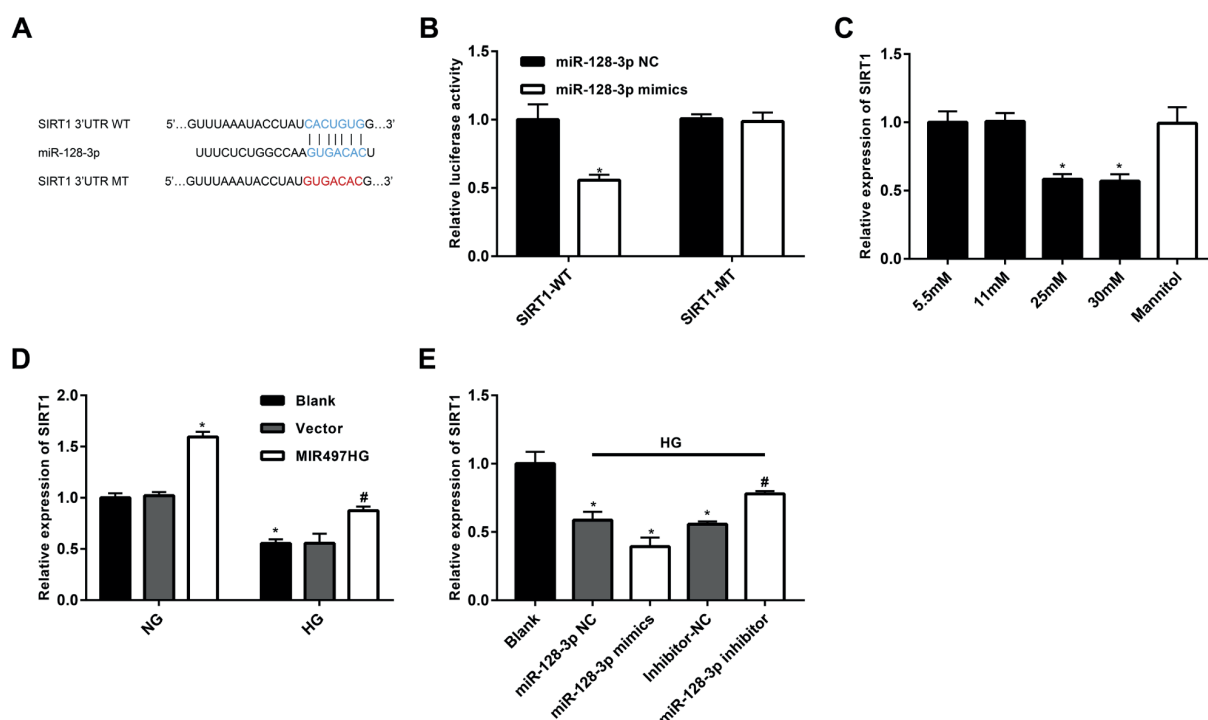 A
SIRT1 3'UTR WT 5'...GUUUAAAUACCUAUCACUGUGG...3'
miR-128-3p UUUCUCUGGCCAAGUGACACU
SIRT1 3'UTR MT 5'...GUUUAAAUACCUAUGUGACACG...3'
B
Relative luciferase activity
1.5
1.0
0.5
0.0
miR-128-3p NC
miR-128-3p mimics
*
SIRT1-WT
SIRT1-MT
C
Relative expression of SIRT1
1.5
1.0
0.5
0.0
* *
5.5mM
11mM
25mM
30mM
Mannitol
D
Relative expression of SIRT1
2.0
1.5
1.0
0.5
0.0
Blank
Vector
MIR497HG
*
* #
NG
HG
E
Relative expression of SIRT1
1.5
1.0
0.5
0.0
HG
* * * #
Blank
miR-128-3p NC
miR-128-3p mimics
Inhibitor-NC
miR-128-3p inhibitor